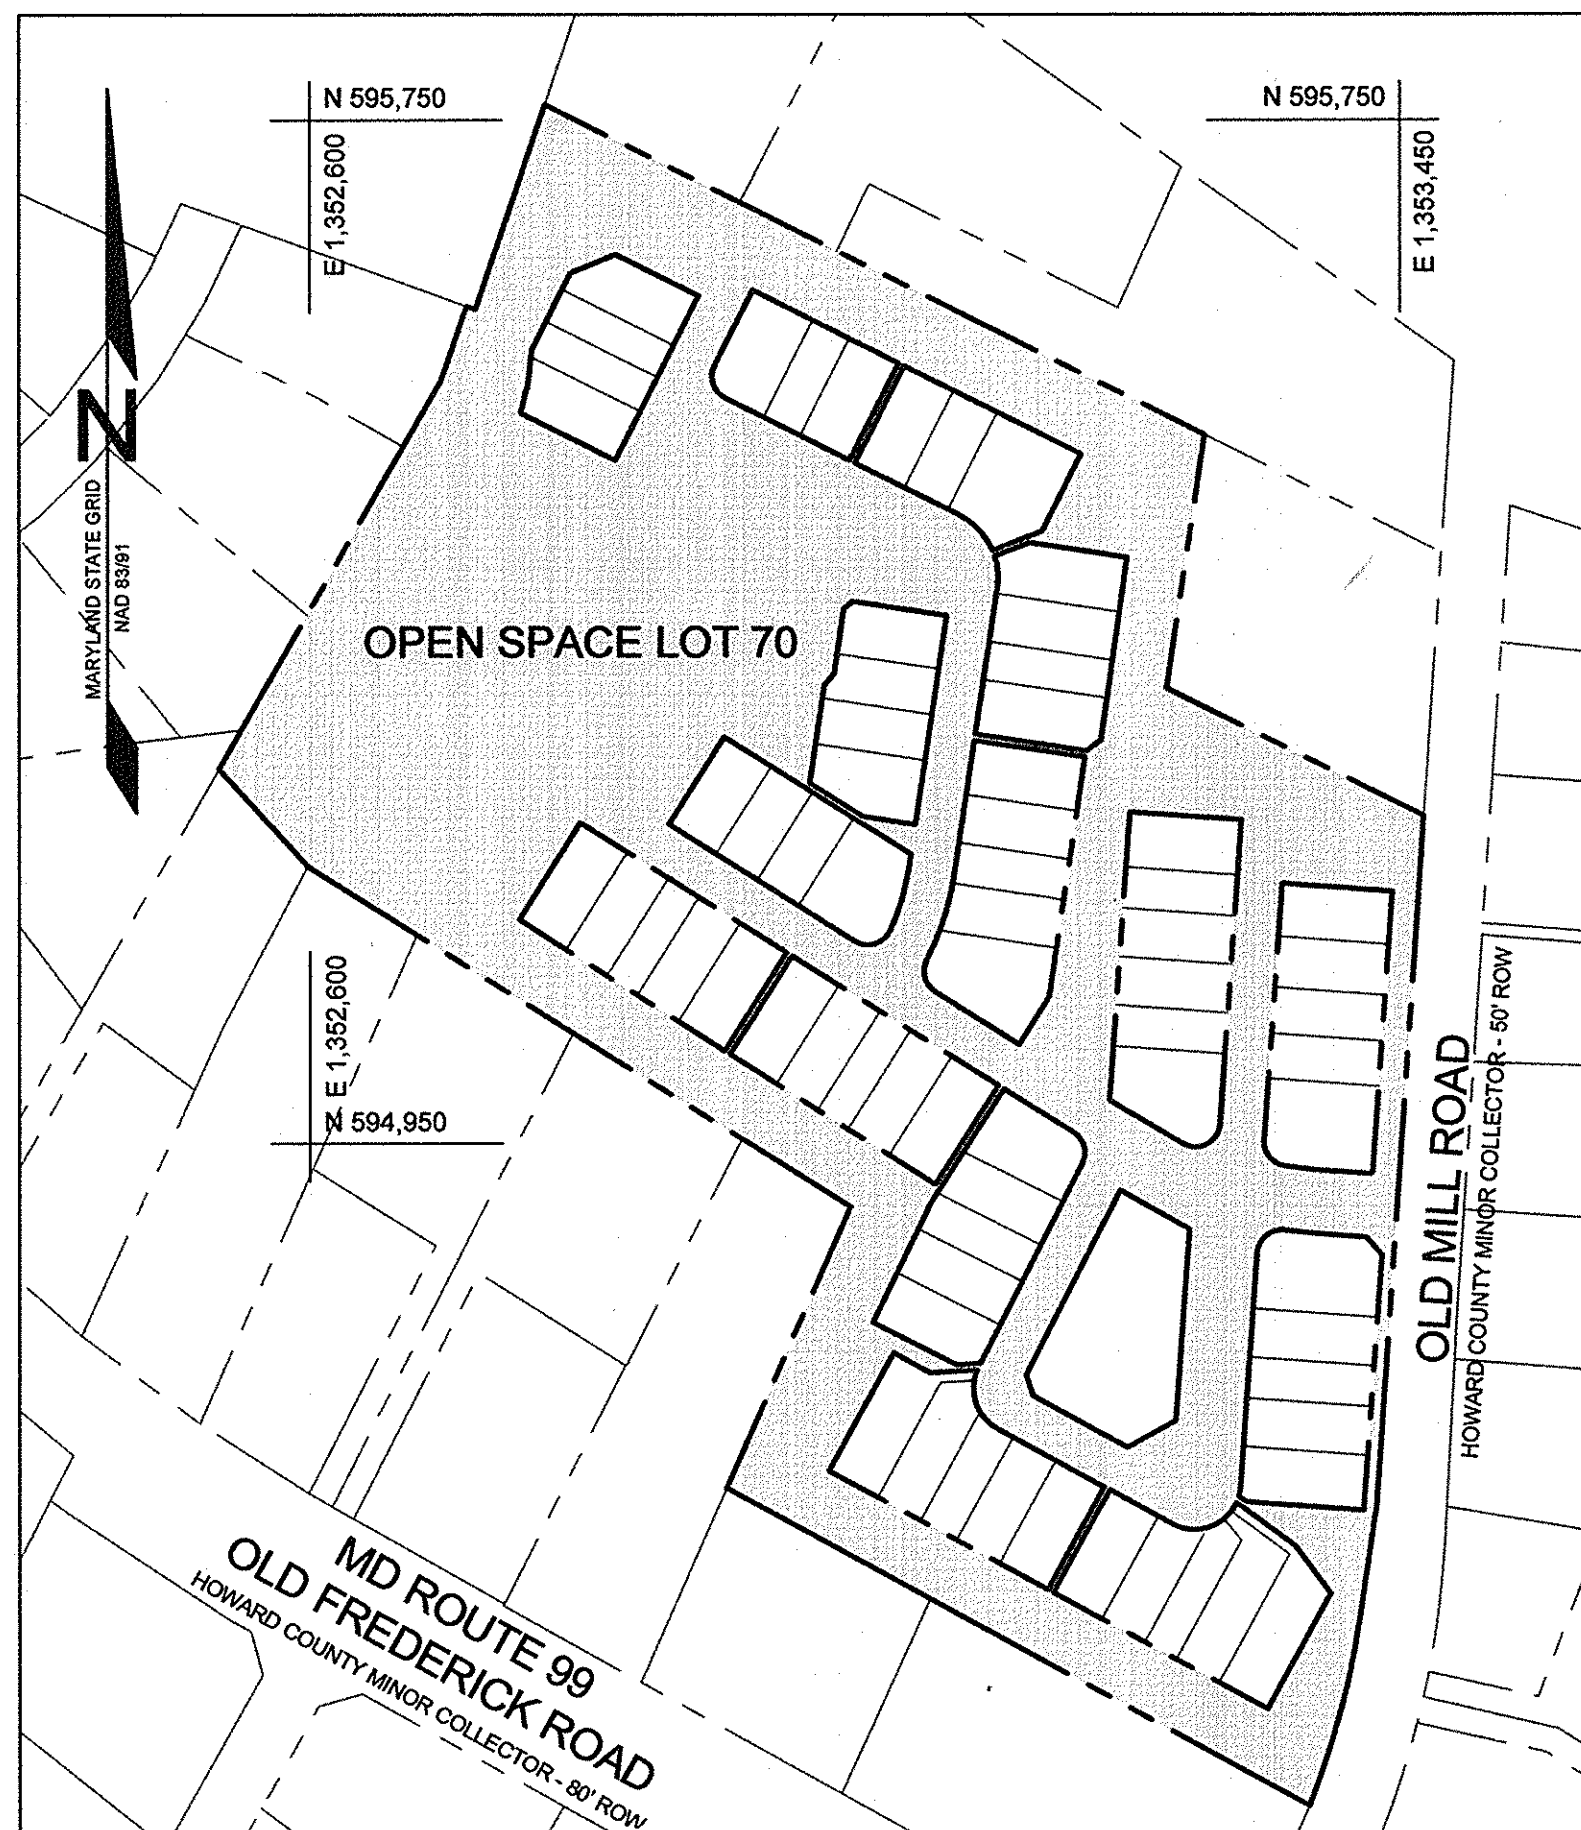 N 595,750
E 1,352,600
N 595,750
E 1,353,450
N
MARYLAND STATE GRID
NAD 83/91
OPEN SPACE LOT 70
E 1,352,600
N 594,950
OLD MILL ROAD
HOWARD COUNTY MINOR COLLECTOR - 50' ROW
MD ROUTE 99
OLD FREDERICK ROAD
HOWARD COUNTY MINOR COLLECTOR - 80' ROW